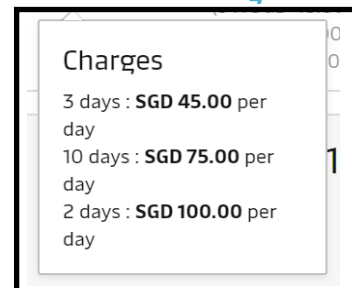 Charges
3 days : SGD 45.00 per
day
10 days : SGD 75.00 per
day
2 days : SGD 100.00 per
day
1